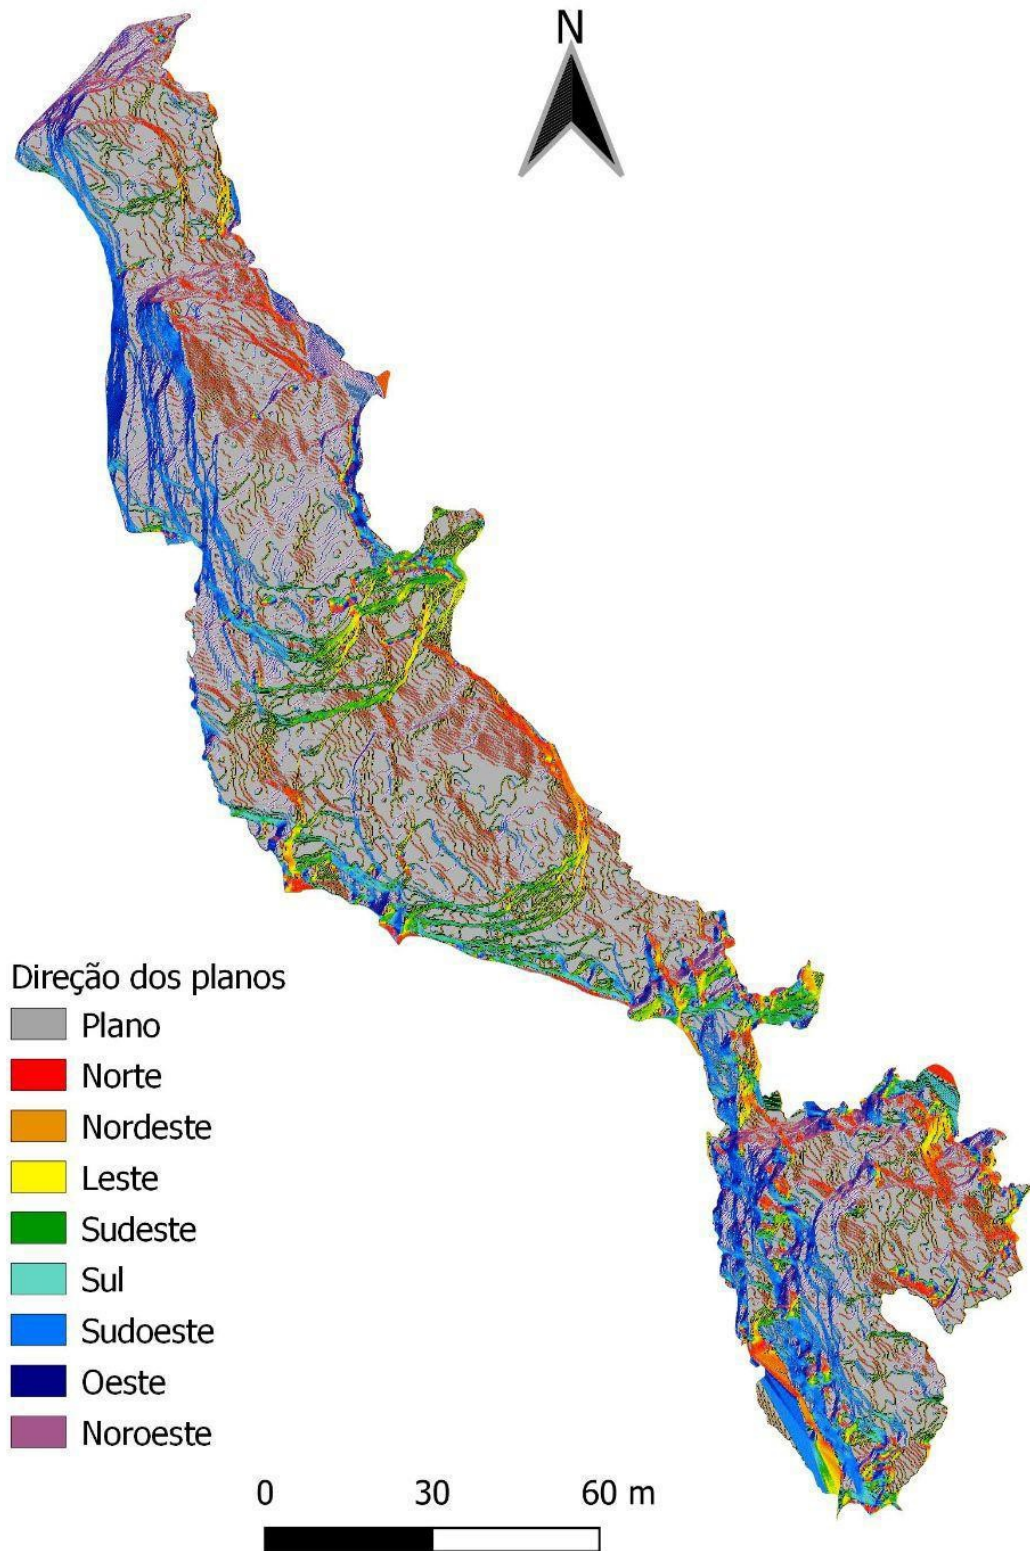 N
Direção dos planos
Plano
Norte
Nordeste
Leste
Sudeste
Sul
Sudoeste
Oeste
Noroeste
0 30 60 m